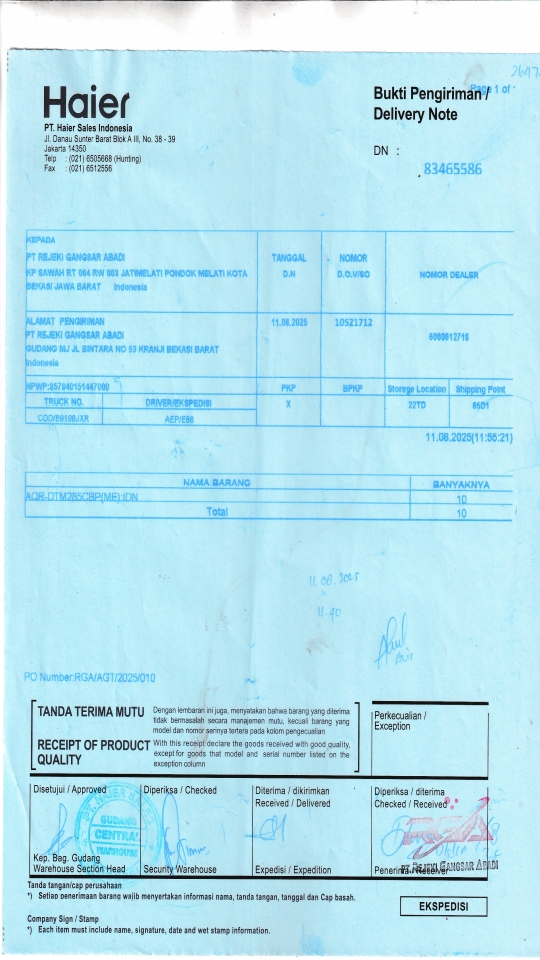 2697
Page 1 of
Haier
PT. Haier Sales Indonesia
Jl. Danau Sunter Barat Blok A III, No. 38 - 39
Jakarta 14350
Telp : (021) 6505668 (Hunting)
Fax : (021) 6512556
Bukti Pengiriman /
Delivery Note
DN :
83465586
KEPADA
PT REJEKI GANGSAR ABADI
KP SAWAH RT 004 RW 003 JATIMELATI PONDOK MELATI KOTA
BEKASI JAWA BARAT Indonesia
TANGGAL
D.N
NOMOR
D.O.V/SO
NOMOR DEALER
ALAMAT PENGIRIMAN
PT REJEKI GANGSAR ABADI
GUDANG MJ JL BINTARA NO 53 KRANJI BEKASI BARAT
Indonesia
11.08.2025
10521712
NPWP:857840151447000
PKP
BPKP
Storege Location
Shipping Point
TRUCK NO.
DRIVER/EKSPEDISI
X
22TD
65D1
AEP/E86
11.08.2025(11:55:21)
NAMA BARANG
BANYAKNYA
AQR-DTM285CBP(ME):IDN
10
Total
10
11.08.2025
11.40
PO Number:RGA/AGT/2025/010
TANDA TERIMA MUTU
Dengan lembaran ini juga, menyatakan bahwa barang yang diterima
tidak bermasalah secara manajemen mutu, kecuali barang yang
model dan nomor serinya tertera pada kolom pengecualian
RECEIPT OF PRODUCT
QUALITY
With this receipt declare the goods received with good quality,
except for goods that model and serial number listed on the
exception column
Perkecualian /
Exception
Disetujui / Approved
Diperiksa / Checked
Diterima / dikirimkan
Received / Delivered
Diperiksa / diterima
Checked / Received
GUDANG
CENTRAL
WAREHOUSE
RGA
Kep. Bag. Gudang
Warehouse Section Head
Security Warehouse
Expedisi / Expedition
Penerima / Receiver
PT. REJEKI GANGSAR ABADI
Tanda tangan/cap perusahaan
*) Setiap penerimaan barang wajib menyertakan informasi nama, tanda tangan, tanggal dan Cap basah.
EKSPEDISI
Company Sign / Stamp
*) Each item must include name, signature, date and wet stamp information.